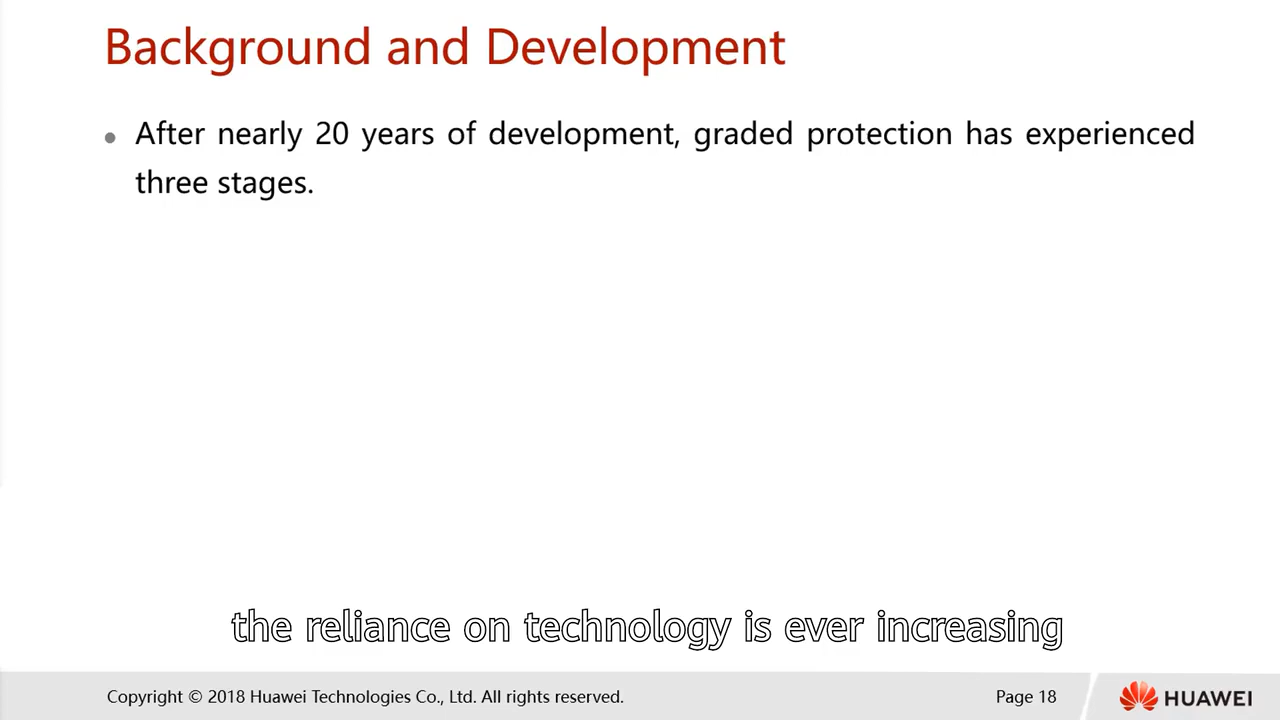 Background and Development
• After nearly 20 years of development, graded protection has experienced
three stages.
the reliance on technology is ever increasing
Copyright © 2018 Huawei Technologies Co., Ltd. All rights reserved.
Page 18
HUAWEI